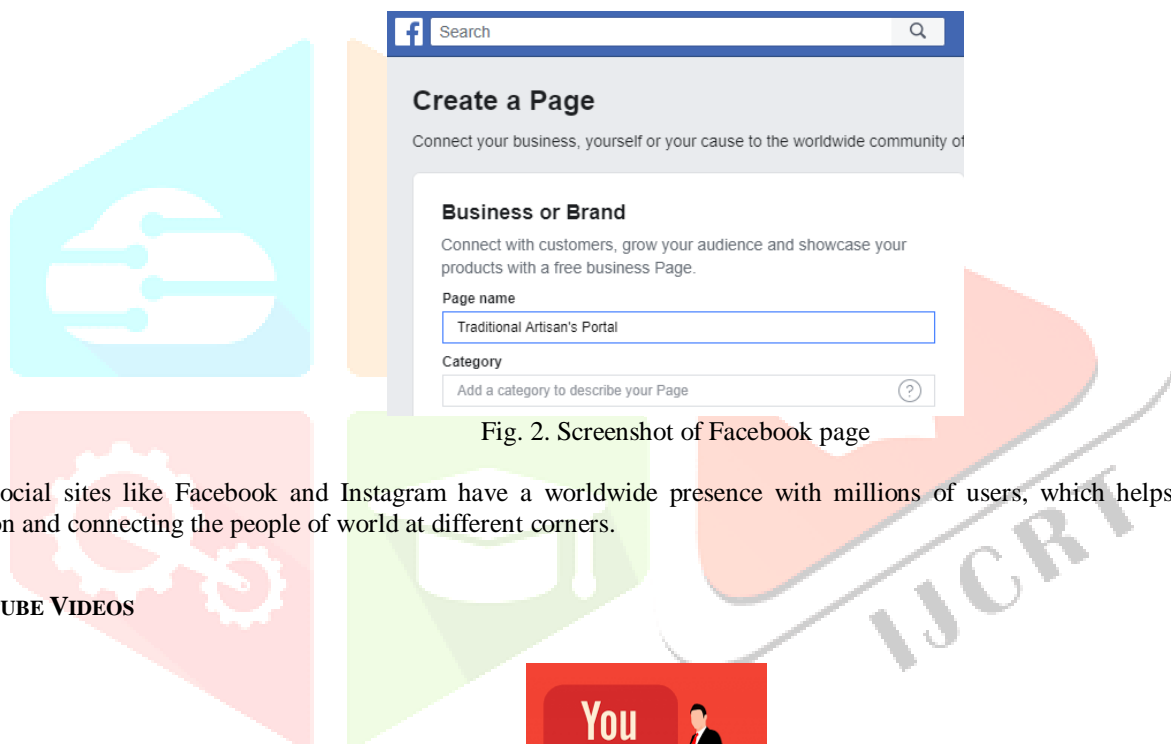 f Search
Create a Page
Connect your business, yourself or your cause to the worldwide community of
Business or Brand
Connect with customers, grow your audience and showcase your
products with a free business Page.
Page name
Traditional Artisan's Portal
Category
Add a category to describe your Page ?
Fig. 2. Screenshot of Facebook page
ocial sites like Facebook and Instagram have a worldwide presence with millions of users, which helps
on and connecting the people of world at different corners.
UBE VIDEOS
IJCRT
You